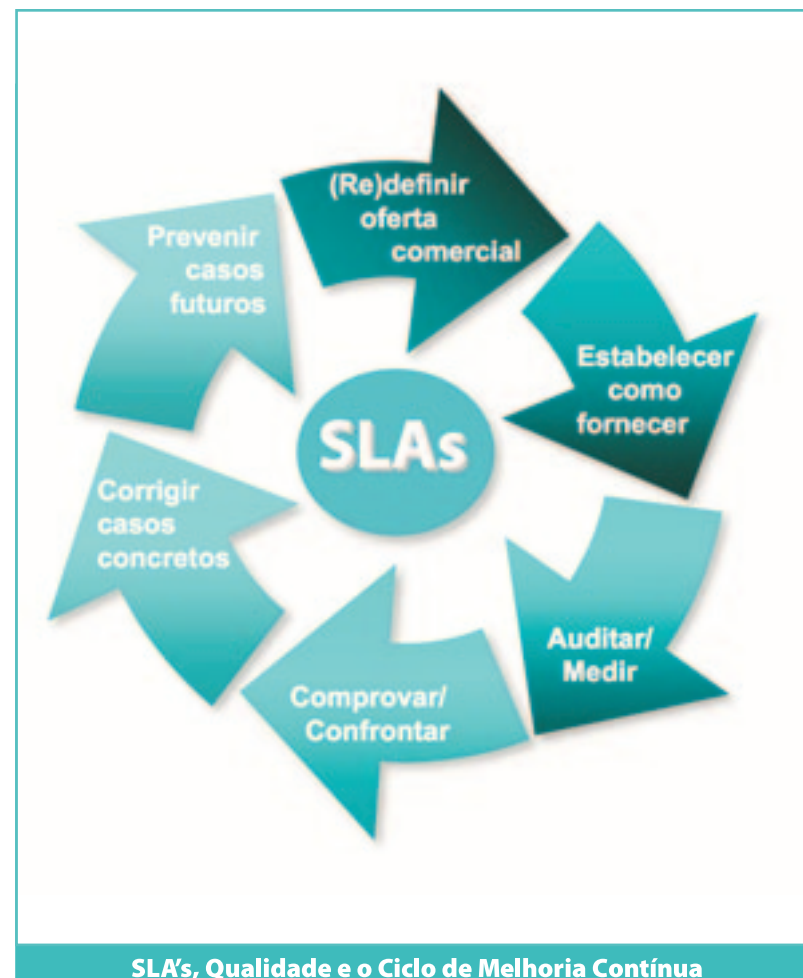 (Re)definir
oferta
comercial
Estabelecer
como
fornecer
Auditar/
Medir
Comprovar/
Confrontar
Corrigir
casos
concretos
Prevenir
casos
futuros
SLAs
SLA’s, Qualidade e o Ciclo de Melhoria Contínua